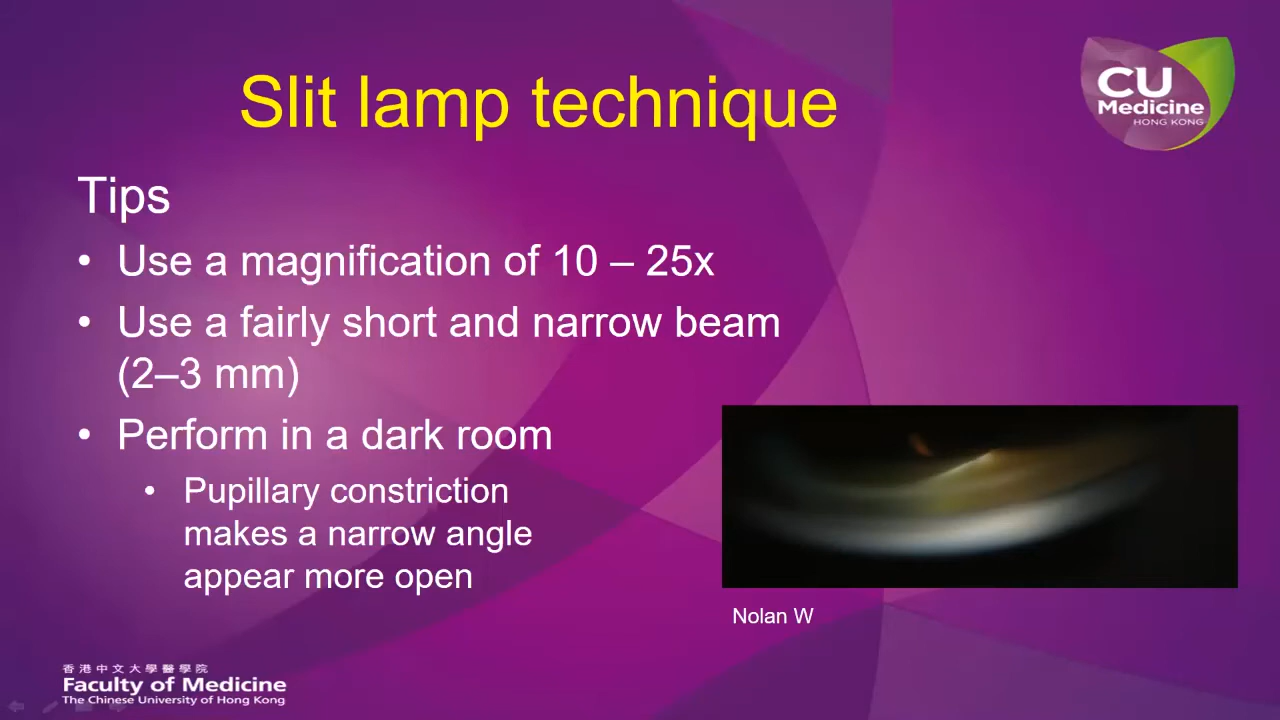 Slit lamp technique
CU
Medicine
HONG KONG
Tips
• Use a magnification of 10 – 25x
• Use a fairly short and narrow beam
(2–3 mm)
• Perform in a dark room
• Pupillary constriction
makes a narrow angle
appear more open
Nolan W
香港中文大學醫學院
Faculty of Medicine
The Chinese University of Hong Kong